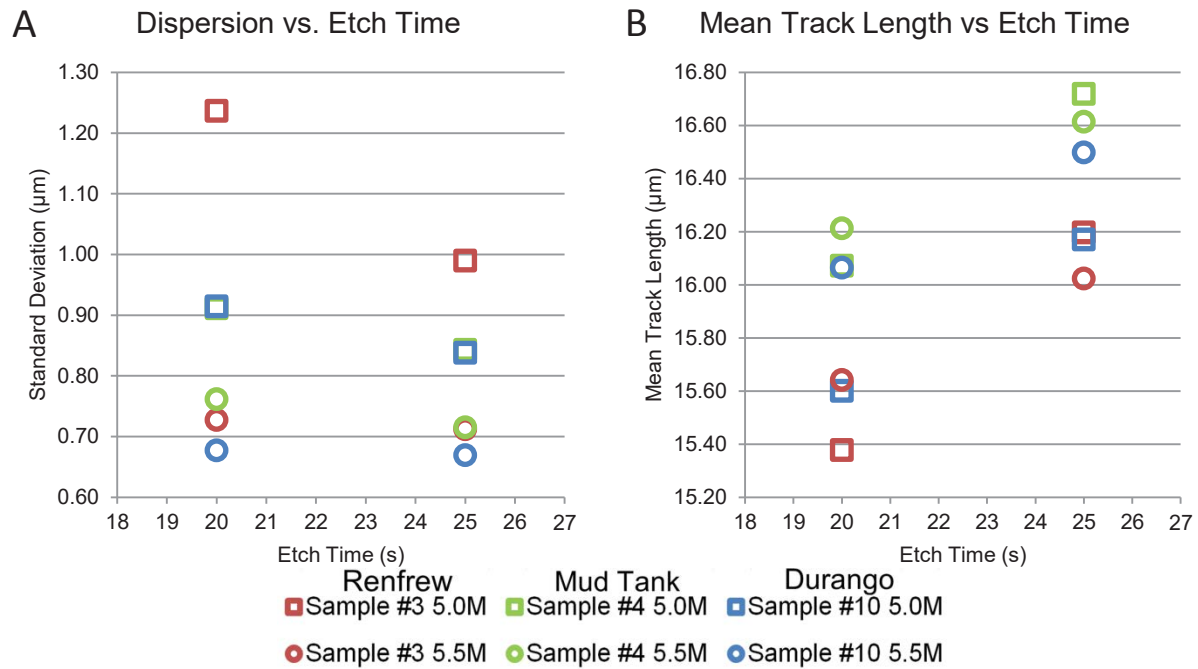 A Dispersion vs. Etch Time
1.30
1.20
1.10
1.00
0.90
0.80
0.70
0.60
Standard Deviation (µm)
18 19 20 21 22 23 24 25 26 27
Etch Time (s)
B Mean Track Length vs Etch Time
16.80
16.60
16.40
16.20
16.00
15.80
15.60
15.40
15.20
Mean Track Length (µm)
18 19 20 21 22 23 24 25 26 27
Etch Time (s)
Renfrew Mud Tank Durango
Sample #3 5.0M Sample #4 5.0M Sample #10 5.0M
Sample #3 5.5M Sample #4 5.5M Sample #10 5.5M